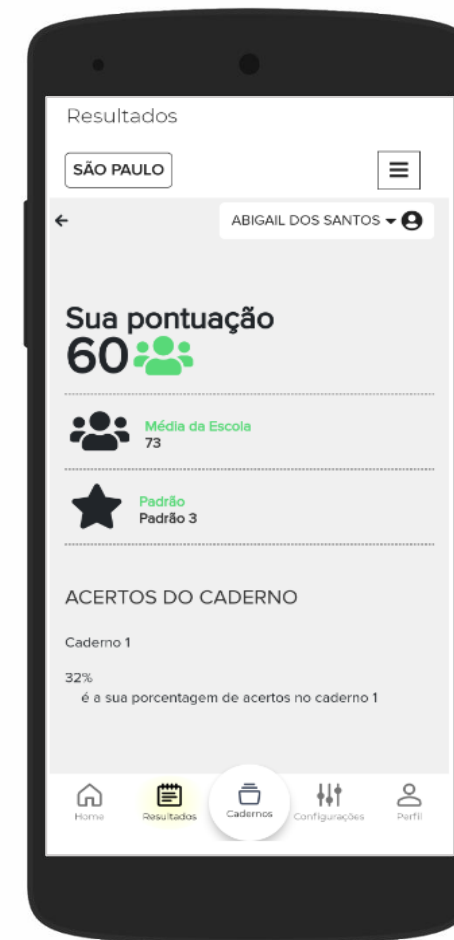 Resultados
SÃO PAULO
ABIGAIL DOS SANTOS
Sua pontuação
60
Média da Escola
73
Padrão
Padrão 3
ACERTOS DO CADERNO
Caderno 1
32%
é a sua porcentagem de acertos no caderno 1
Home Resultados Cadernos Configurações Perfil